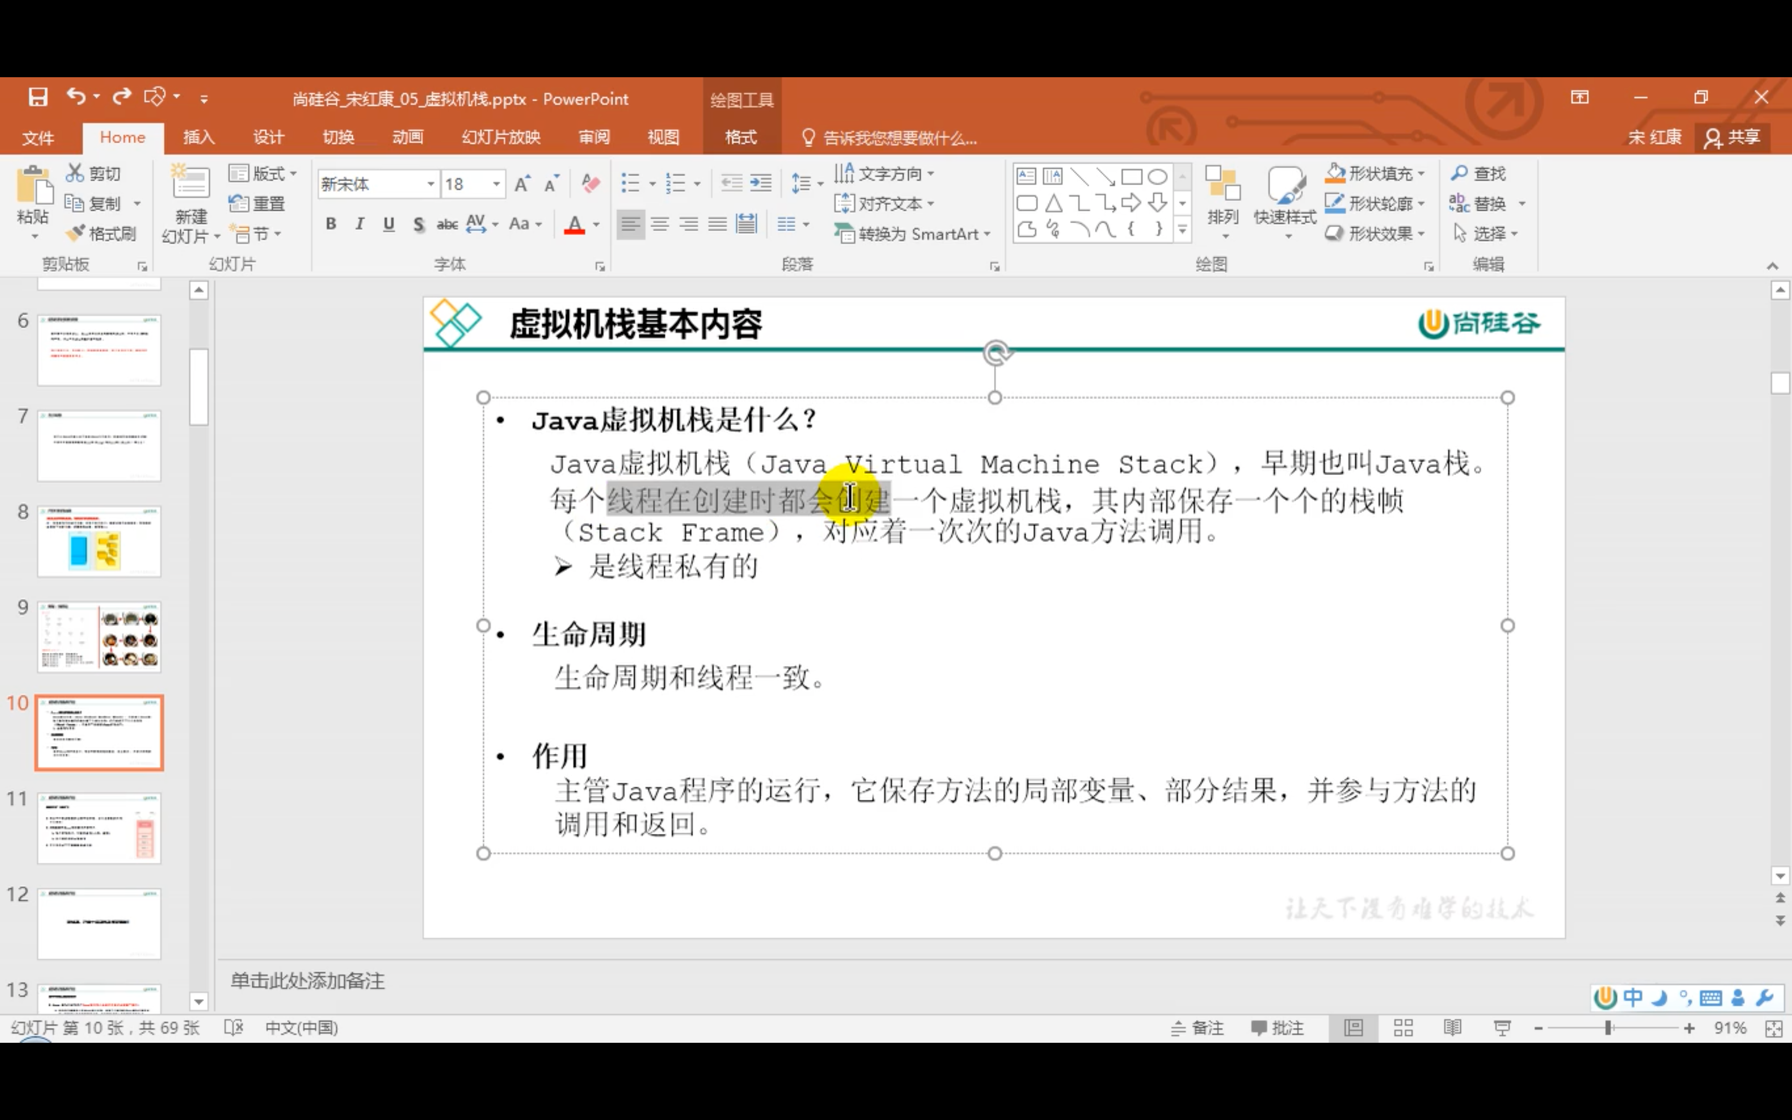 尚硅谷_宋红康_05_虚拟机栈.pptx - PowerPoint
绘图工具
文件
Home
插入
设计
切换
动画
幻灯片放映
审阅
视图
格式
告诉我您想要做什么...
宋 红康
共享
粘贴
剪切
复制
格式刷
剪贴板
新建
幻灯片
版式
重置
节
幻灯片
新宋体
18
B I U S abc AV Aa A
字体
文字方向
对齐文本
转换为 SmartArt
段落
排列
快速样式
形状填充
形状轮廓
形状效果
绘图
查找
替换
选择
编辑
6
7
8
9
10
11
12
13
虚拟机栈基本内容
尚硅谷
• Java虚拟机栈是什么？
Java虚拟机栈（Java Virtual Machine Stack），早期也叫Java栈。
每个线程在创建时都会创建一个虚拟机栈，其内部保存一个个的栈帧
（Stack Frame），对应着一次次的Java方法调用。
➢ 是线程私有的
• 生命周期
生命周期和线程一致。
• 作用
主管Java程序的运行，它保存方法的局部变量、部分结果，并参与方法的
调用和返回。
让天下没有难学的技术
单击此处添加备注
中
幻灯片 第 10 张，共 69 张
中文(中国)
备注
批注
91%